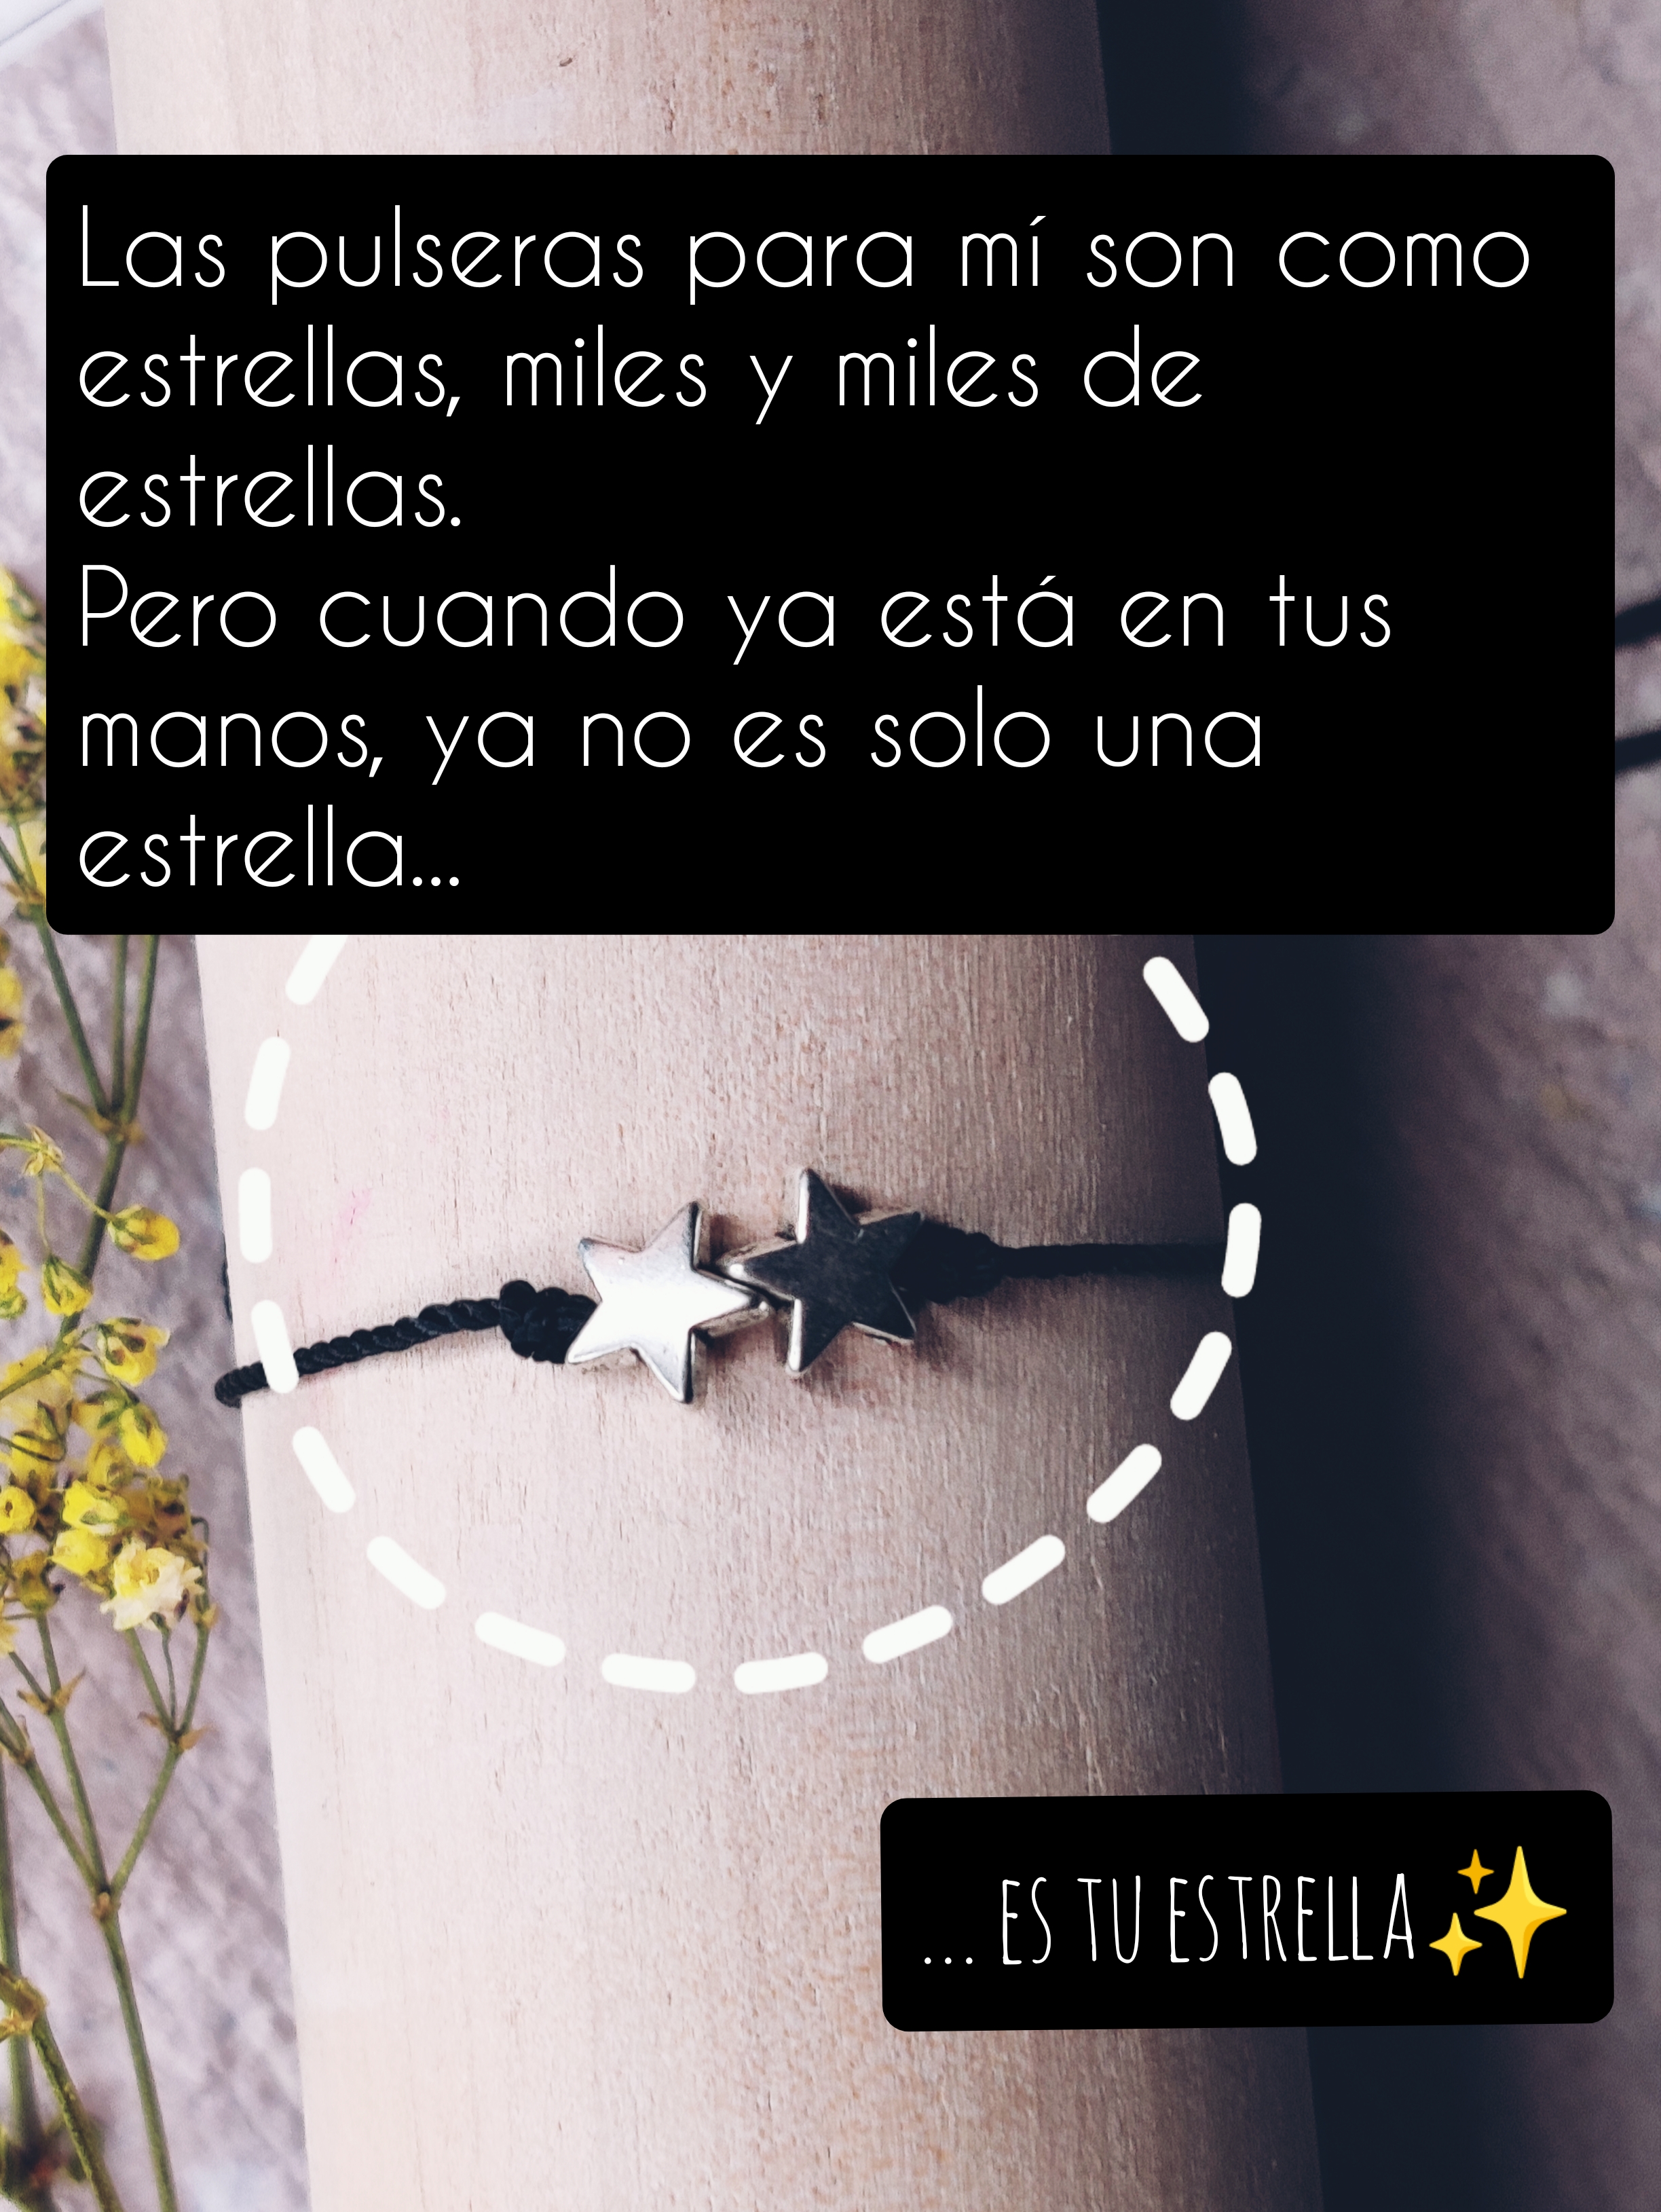 Las pulseras para mí son como
estrellas, miles y miles de
estrellas.
Pero cuando ya está en tus
manos, ya no es solo una
estrella...
... ES TU ESTRELLA✨